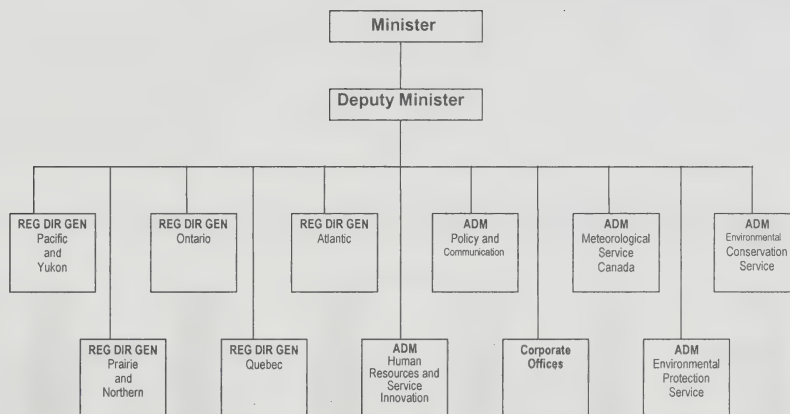 Minister
Deputy Minister
REG DIR GEN
Pacific
and
Yukon
REG DIR GEN
Ontario
REG DIR GEN
Atlantic
ADM
Policy and
Communication
ADM
Meteorological
Service
Canada
ADM
Environmental
Conservation
Service
REG DIR GEN
Prairie
and
Northern
REG DIR GEN
Quebec
ADM
Human
Resources and
Service
Innovation
Corporate
Offices
ADM
Environmental
Protection
Service